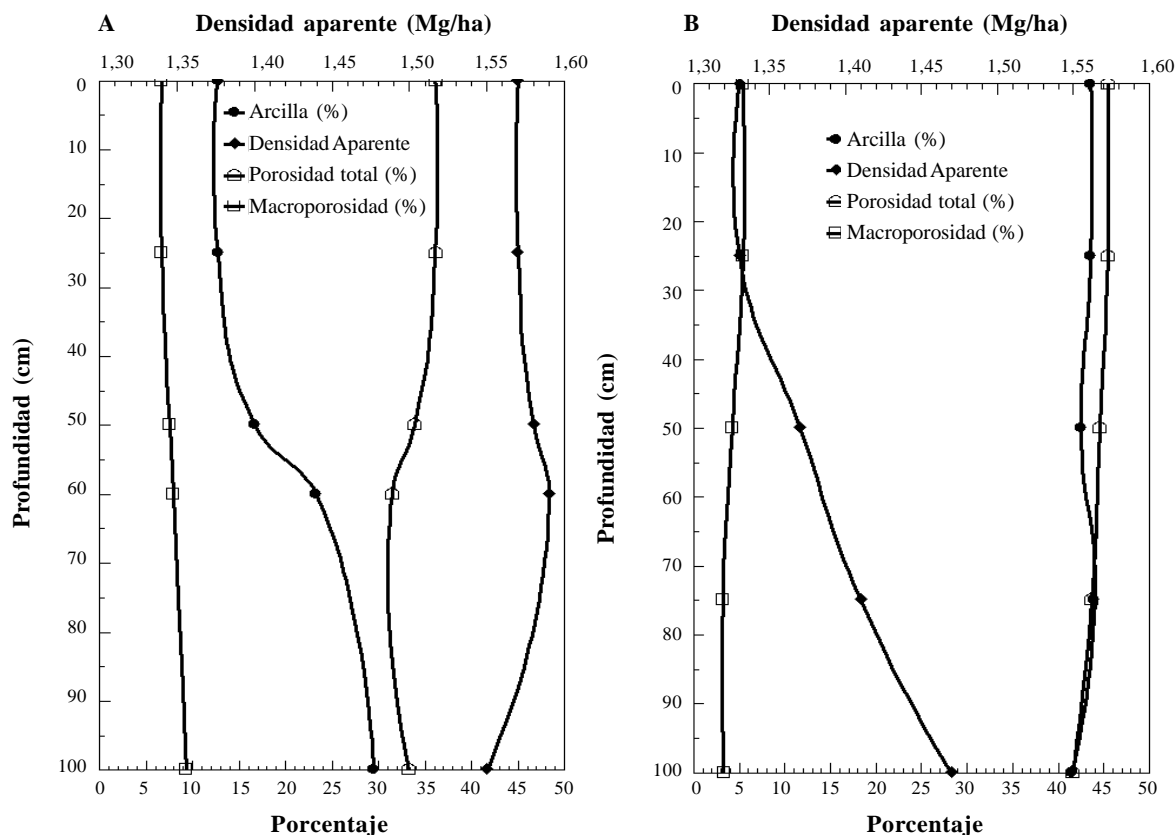 A
Densidad aparente (Mg/ha)
1,30 1,35 1,40 1,45 1,50 1,55 1,60
0
10
20
30
40
50
60
70
80
90
100
Profundidad (cm)
Arcilla (%)
Densidad Aparente
Porosidad total (%)
Macroporosidad (%)
0 5 10 15 20 25 30 35 40 45 50
Porcentaje
B
Densidad aparente (Mg/ha)
1,30 1,35 1,40 1,45 1,50 1,55 1,60
0
10
20
30
40
50
60
70
80
90
100
Profundidad (cm)
Arcilla (%)
Densidad Aparente
Porosidad total (%)
Macroporosidad (%)
0 5 10 15 20 25 30 35 40 45 50
Porcentaje